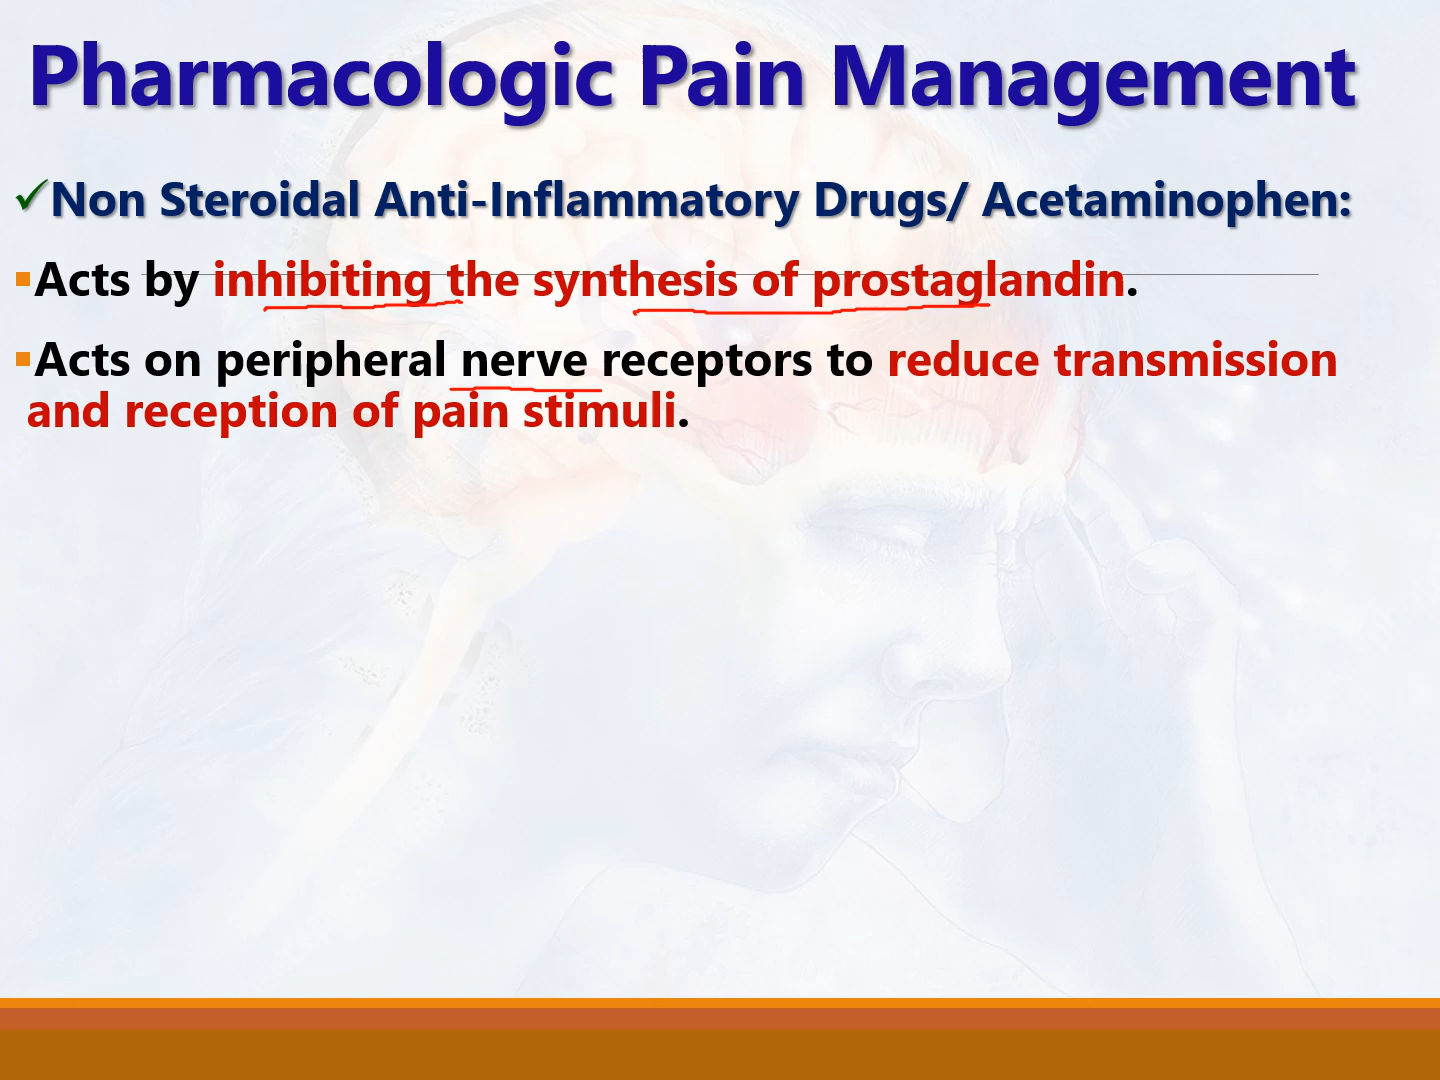 Pharmacologic Pain Management
✓Non Steroidal Anti-Inflammatory Drugs/ Acetaminophen:
▪Acts by inhibiting the synthesis of prostaglandin.
▪Acts on peripheral nerve receptors to reduce transmission
and reception of pain stimuli.